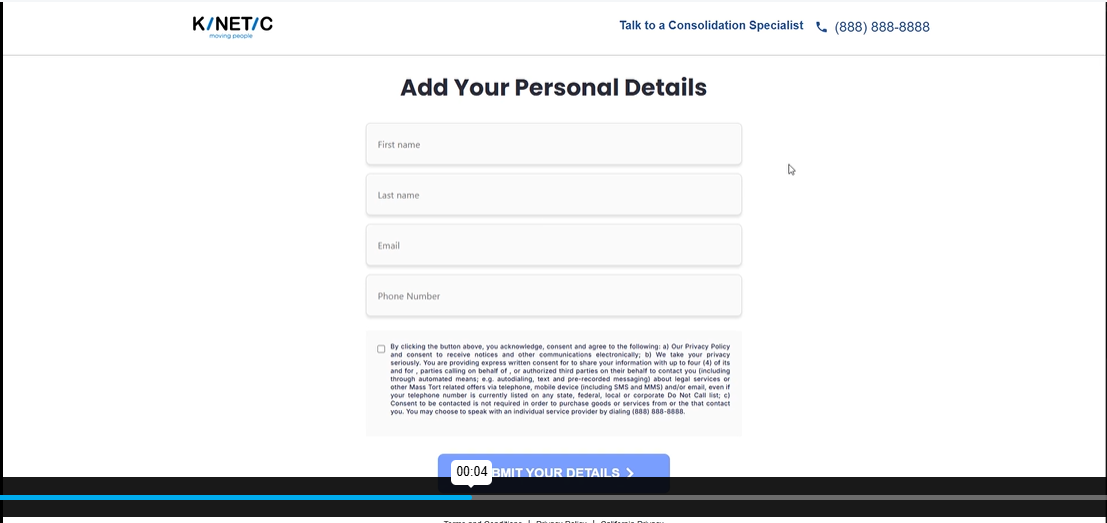 K/NET/C
moving people
Talk to a Consolidation Specialist (888) 888-8888
Add Your Personal Details
First name
Last name
Email
Phone Number
By clicking the button above, you acknowledge, consent and agree to the following: a) Our Privacy Policy
and consent to receive notices and other communications electronically; b) We take your privacy
seriously. You are providing express written consent for to share your information with up to four (4) of its
and for , parties calling on behalf of , or authorized third parties on their behalf to contact you (including
through automated means; e.g. autodialing, text and pre-recorded messaging) about legal services or
other Mass Tort related offers via telephone, mobile device (including SMS and MMS) and/or email, even if
your telephone number is currently listed on any state, federal, local or corporate Do Not Call list; c)
Consent to be contacted is not required in order to purchase goods or services from or the that contact
you. You may choose to speak with an individual service provider by dialing (888) 888-8888.
00:04 BMIT YOUR DETAILS
Terms and Conditions | Privacy Policy | California Privacy